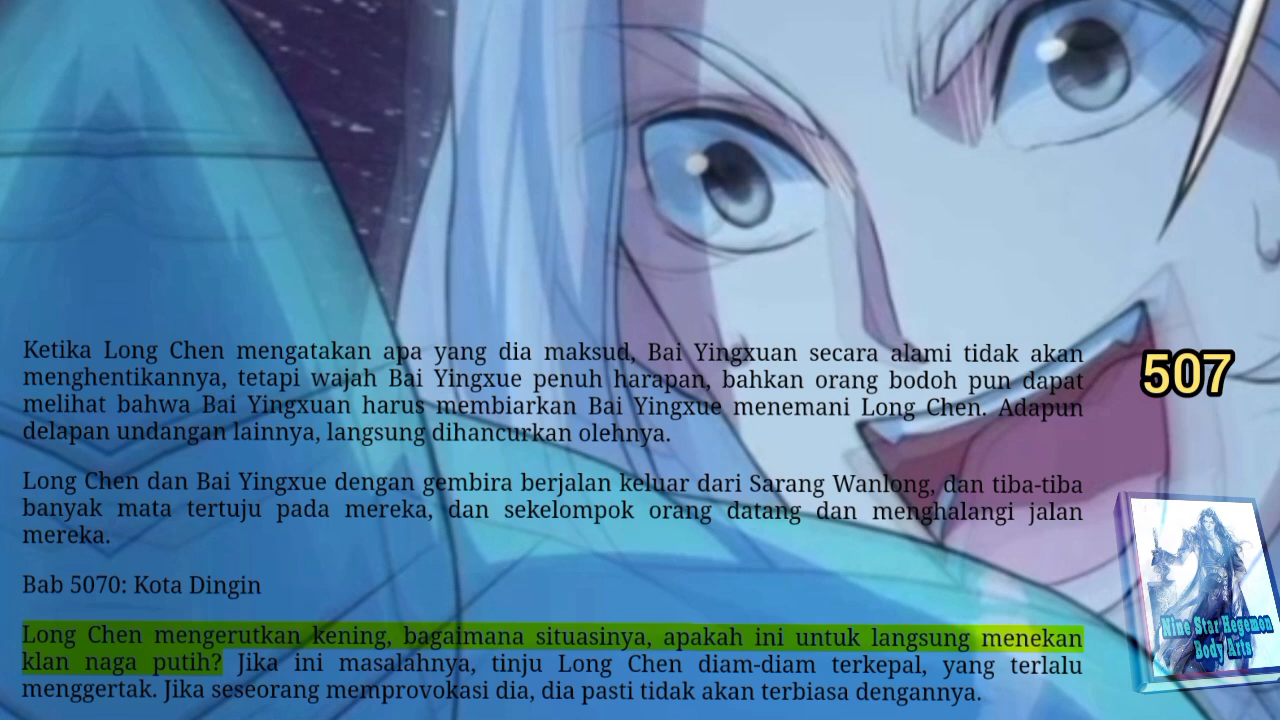 Ketika Long Chen mengatakan apa yang dia maksud, Bai Yingxuan secara alami tidak akan
menghentikannya, tetapi wajah Bai Yingxue penuh harapan, bahkan orang bodoh pun dapat
melihat bahwa Bai Yingxuan harus membiarkan Bai Yingxue menemani Long Chen. Adapun
delapan undangan lainnya, langsung dihancurkan olehnya.
507
Long Chen dan Bai Yingxue dengan gembira berjalan keluar dari Sarang Wanlong, dan tiba-tiba
banyak mata tertuju pada mereka, dan sekelompok orang datang dan menghalangi jalan
mereka.
Bab 5070: Kota Dingin
Long Chen mengerutkan kening, bagaimana situasinya, apakah ini untuk langsung menekan
klan naga putih? Jika ini masalahnya, tinju Long Chen diam-diam terkepal, yang terlalu
menggertak. Jika seseorang memprovokasi dia, dia pasti tidak akan terbiasa dengannya.
Nine Star Hegemon
Body Arts